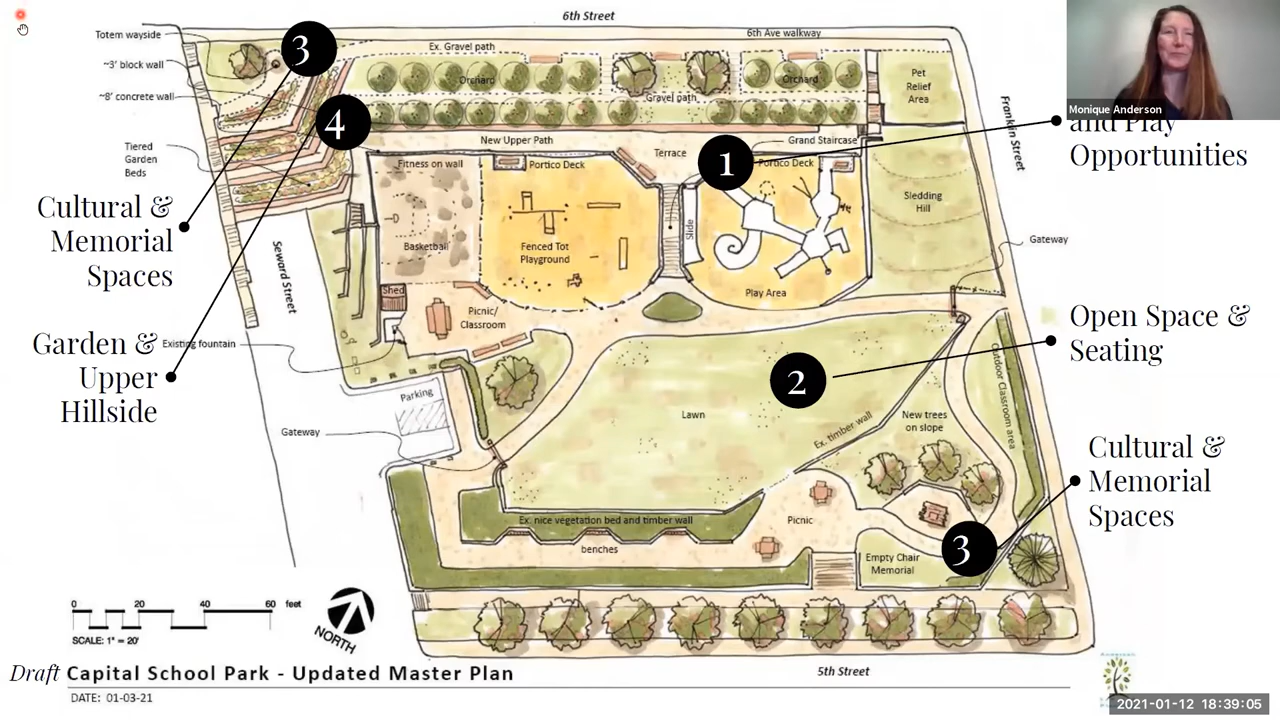 6th Street
Totem wayside
~3' block wall
~8' concrete wall
Tiered
Garden
Beds
3
4
Ex. Gravel path
6th Ave walkway
Orchard
Orchard
Gravel path
Pet
Relief
Area
Monique Anderson
and Play
Opportunities
Franklin Street
New Upper Path
Terrace
Grand Staircase
1
Fitness on wall
Portico Deck
Portico Deck
Sledding
Hill
Cultural &
Memorial
Spaces
Seward Street
Basketball
Fenced Tot
Playground
Slide
Play Area
Gateway
Shed
Picnic/
Classroom
Garden &
Upper
Hillside
Existing fountain
Open Space &
Seating
2
Outdoor Classroom area
Parking
Lawn
Ex. timber wall
New trees
on slope
Gateway
Cultural &
Memorial
Spaces
Ex. nice vegetation bed and timber wall
benches
Picnic
3
Empty Chair
Memorial
0 20 40 60 feet
SCALE: 1" = 20'
NORTH
Draft Capital School Park - Updated Master Plan
5th Street
DATE: 01-03-21
2021-01-12 18:39:05